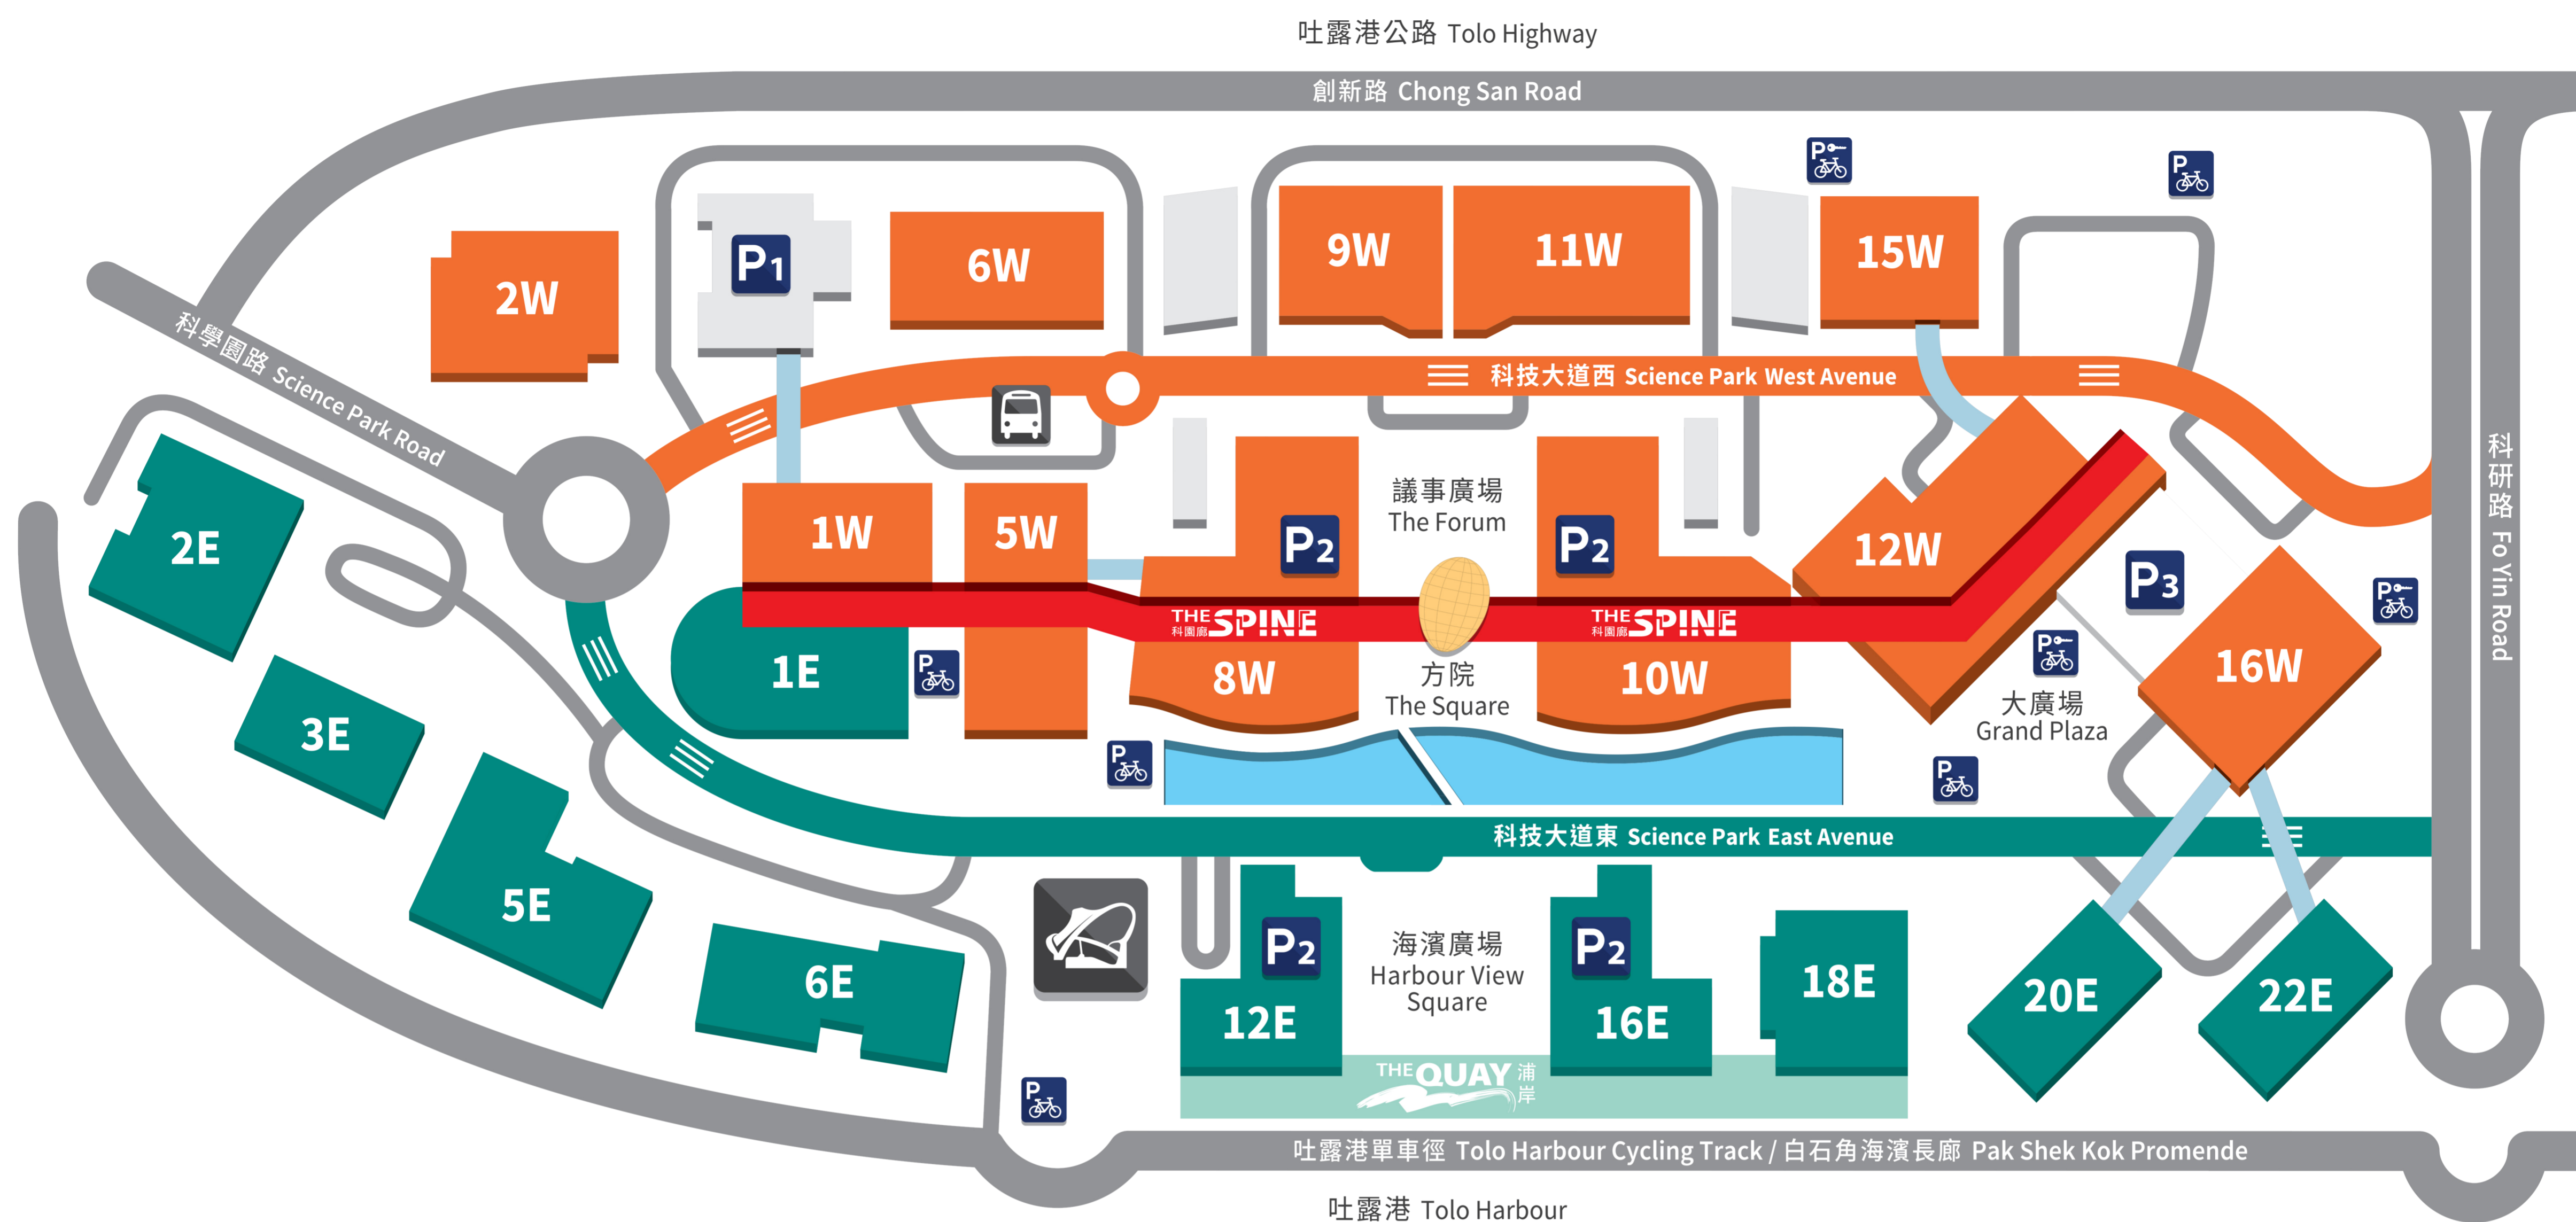 吐露港公路 Tolo Highway
創新路 Chong San Road
P
P
P1
2W
6W
9W
11W
15W
科學園路 Science Park Road
科技大道西 Science Park West Avenue
科研路 Fo Yin Road
議事廣場
The Forum
1W
5W
P2
P2
12W
P3
P
2E
THE SPINE
科園廊
THE SPINE
科園廊
P
16W
1E
P
8W
方院
The Square
10W
大廣場
Grand Plaza
3E
P
P
科技大道東 Science Park East Avenue
5E
P2
海濱廣場
Harbour View
Square
P2
6E
18E
20E
22E
12E
16E
THE QUAY 浦岸
P
吐露港單車徑 Tolo Harbour Cycling Track / 白石角海濱長廊 Pak Shek Kok Promende
吐露港 Tolo Harbour